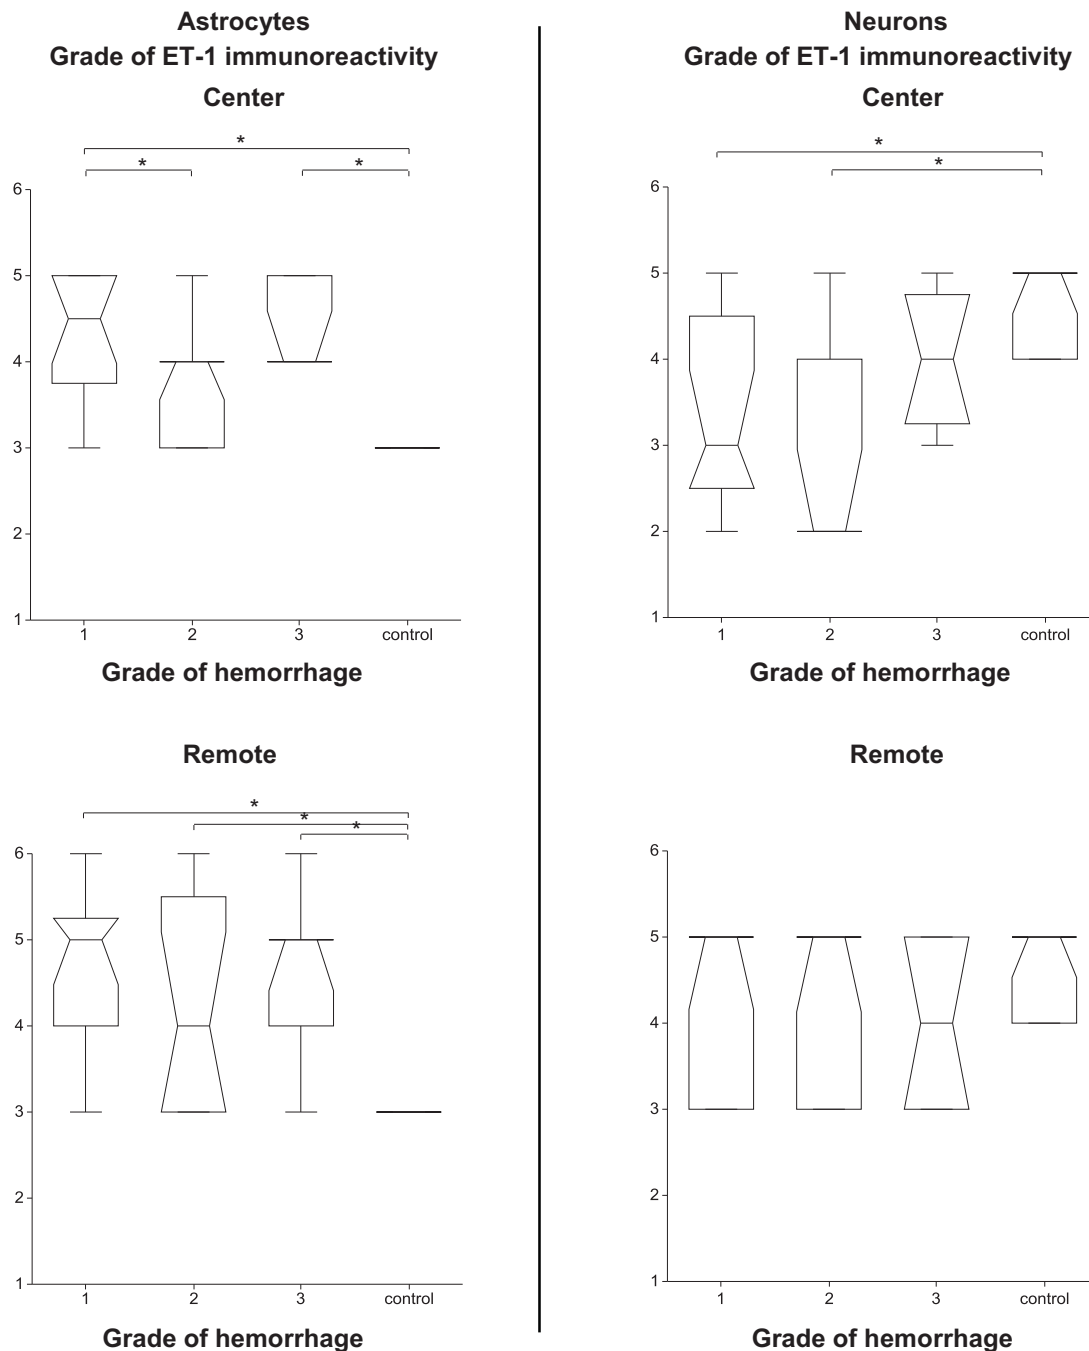 Astrocytes
Grade of ET-1 immunoreactivity
Center
*
* *
6
5
4
3
2
1
1 2 3 control
Grade of hemorrhage
Remote
*
*
*
6
5
4
3
2
1
1 2 3 control
Grade of hemorrhage
Neurons
Grade of ET-1 immunoreactivity
Center
*
*
6
5
4
3
2
1
1 2 3 control
Grade of hemorrhage
Remote
6
5
4
3
2
1
1 2 3 control
Grade of hemorrhage